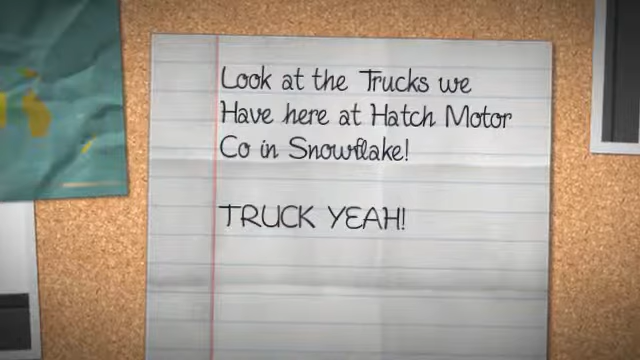 Look at the Trucks we
Have here at Hatch Motor
Co in Snowflake!
TRUCK YEAH!